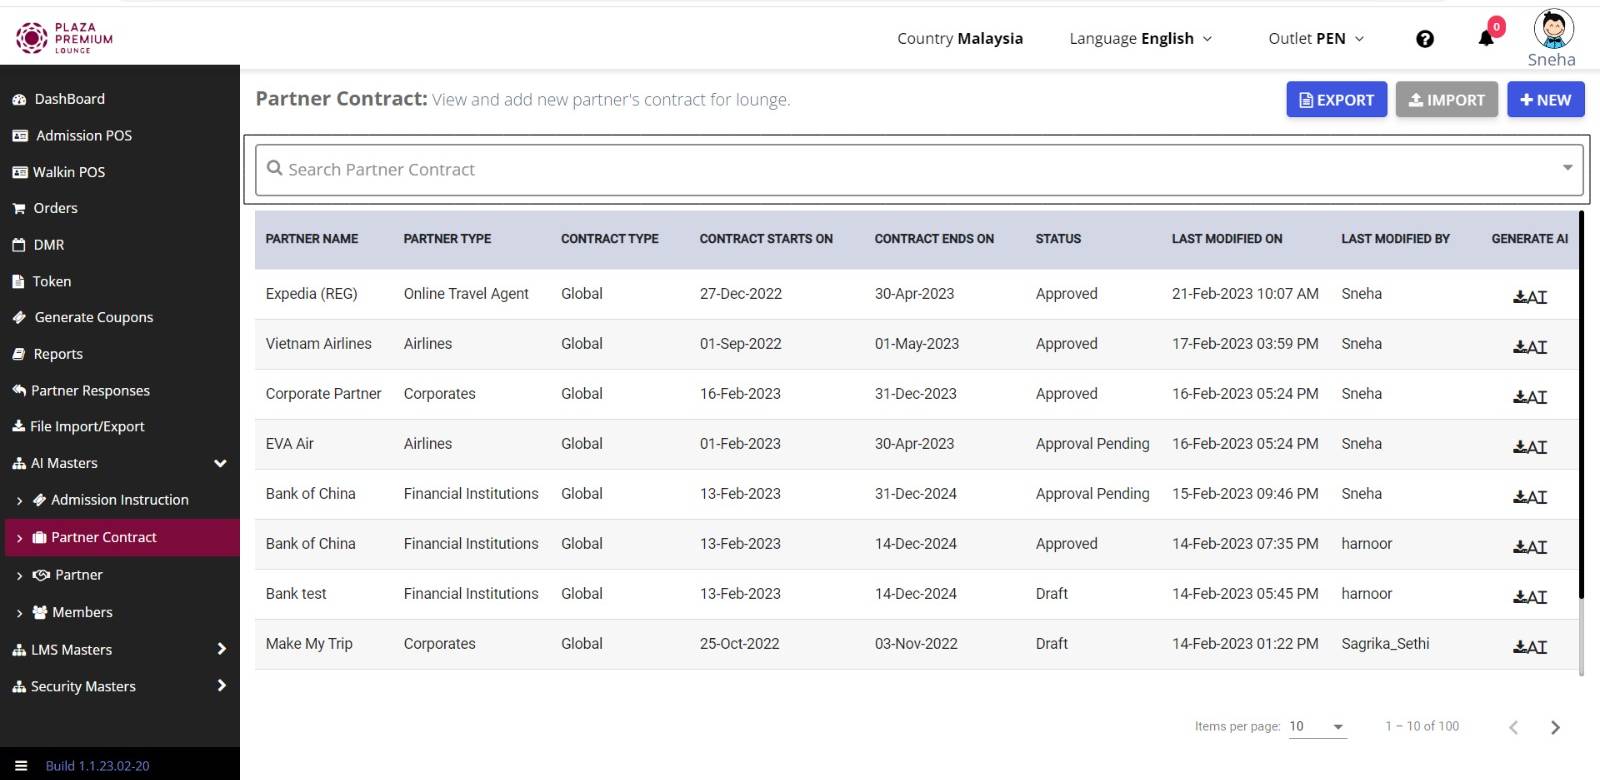 PLAZA
PREMIUM
LOUNGE
Country Malaysia
Language English
Outlet PEN
0
Sneha
DashBoard
Admission POS
Walkin POS
Orders
DMR
Token
Generate Coupons
Reports
Partner Responses
File Import/Export
AI Masters
Admission Instruction
Partner Contract
Partner
Members
LMS Masters
Security Masters
Build 1.1.23.02-20
Partner Contract: View and add new partner's contract for lounge.
EXPORT
IMPORT
+ NEW
Search Partner Contract
PARTNER NAME PARTNER TYPE CONTRACT TYPE CONTRACT STARTS ON CONTRACT ENDS ON STATUS LAST MODIFIED ON LAST MODIFIED BY GENERATE AI
Expedia (REG) Online Travel Agent Global 27-Dec-2022 30-Apr-2023 Approved 21-Feb-2023 10:07 AM Sneha AI
Vietnam Airlines Airlines Global 01-Sep-2022 01-May-2023 Approved 17-Feb-2023 03:59 PM Sneha AI
Corporate Partner Corporates Global 16-Feb-2023 31-Dec-2023 Approved 16-Feb-2023 05:24 PM Sneha AI
EVA Air Airlines Global 01-Feb-2023 30-Apr-2023 Approval Pending 16-Feb-2023 05:24 PM Sneha AI
Bank of China Financial Institutions Global 13-Feb-2023 31-Dec-2024 Approval Pending 15-Feb-2023 09:46 PM Sneha AI
Bank of China Financial Institutions Global 13-Feb-2023 14-Dec-2024 Approved 14-Feb-2023 07:35 PM harnoor AI
Bank test Financial Institutions Global 13-Feb-2023 14-Dec-2024 Draft 14-Feb-2023 05:45 PM harnoor AI
Make My Trip Corporates Global 25-Oct-2022 03-Nov-2022 Draft 14-Feb-2023 01:22 PM Sagrika_Sethi AI
Items per page: 10 1 – 10 of 100